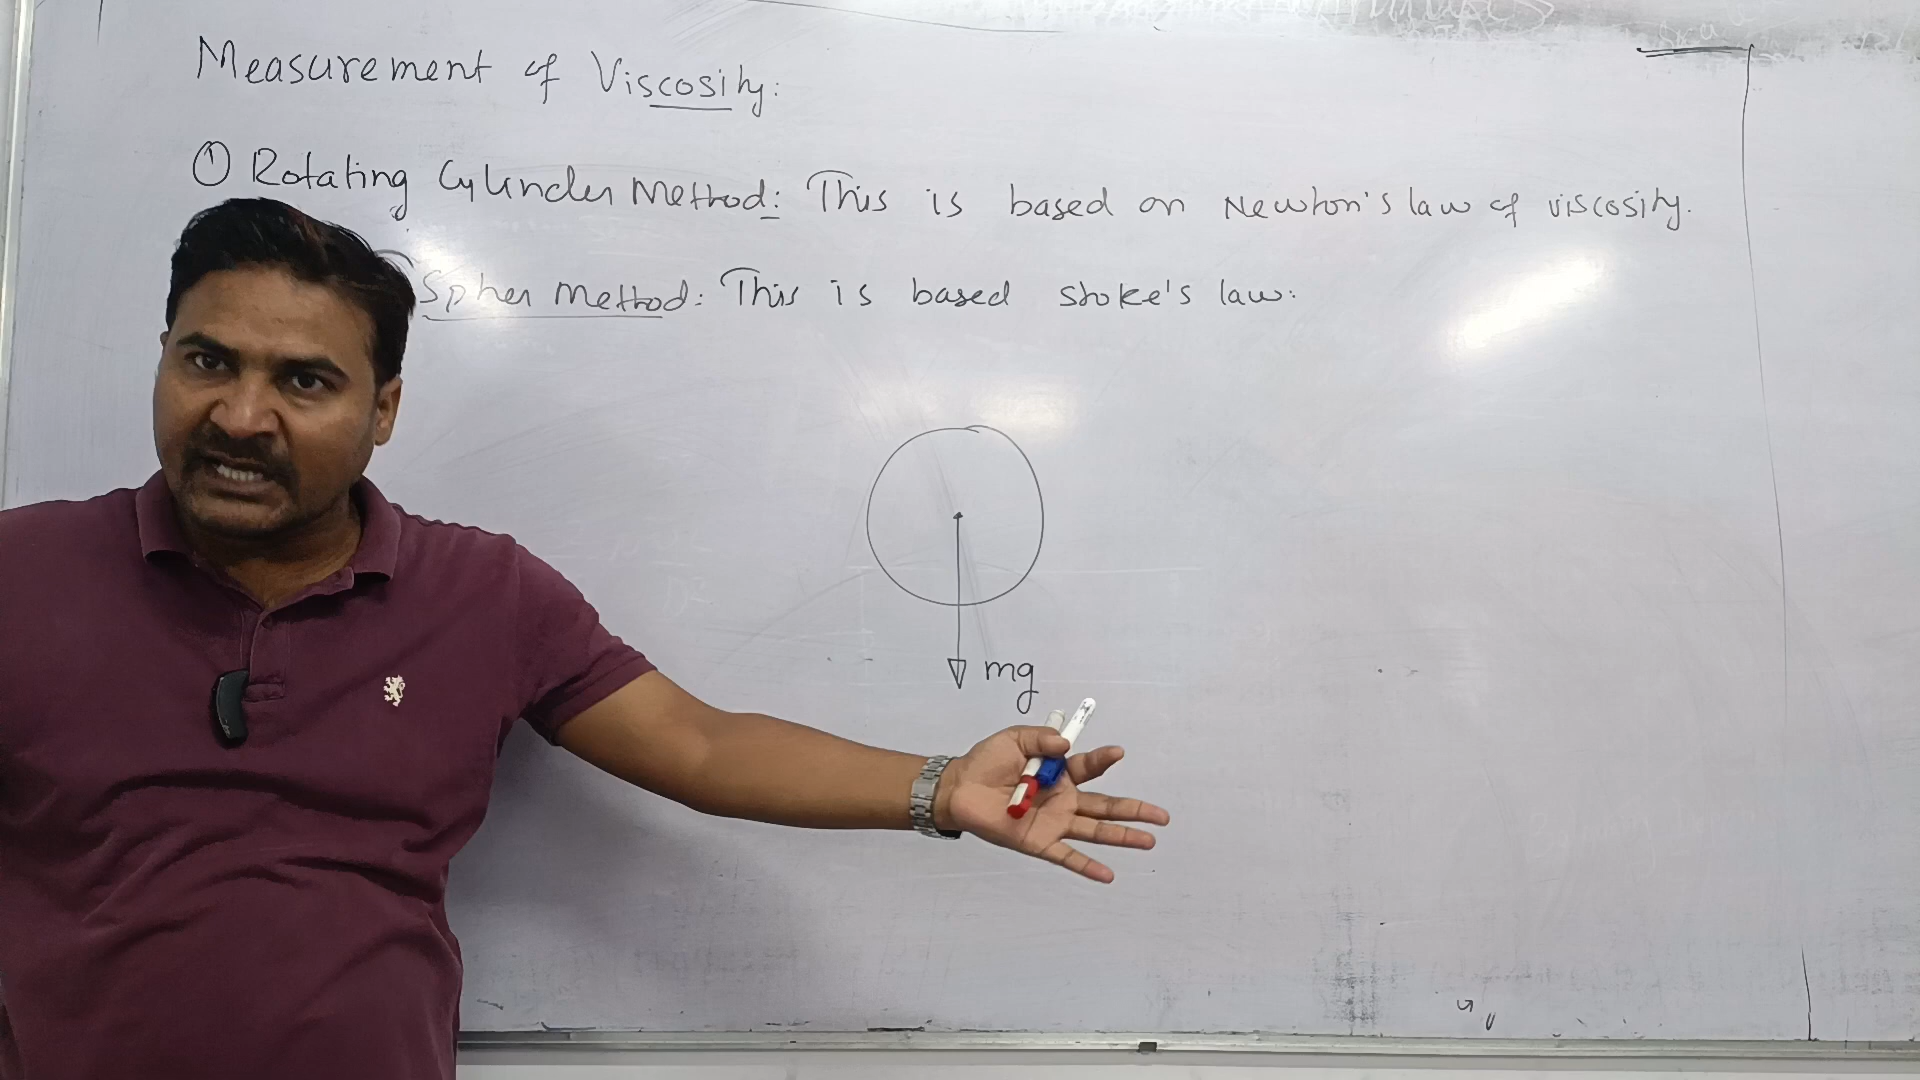 Measurement of Viscosity:
① Rotating Cylinder Method: This is based on Newton's law of viscosity.
Spher Method: This is based stoke's law.
mg